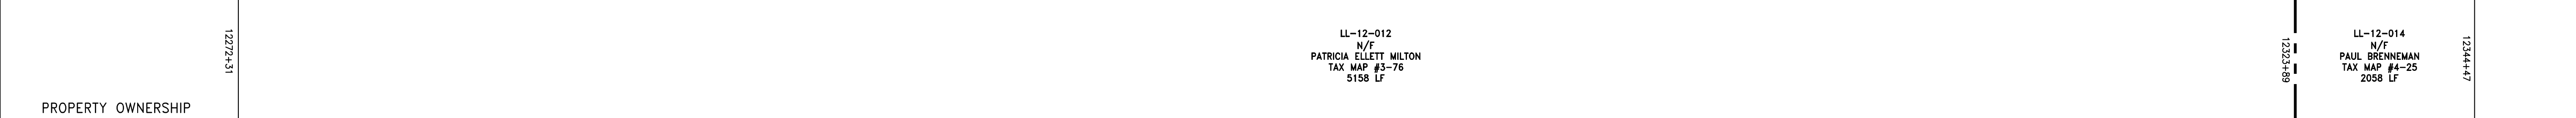 PROPERTY OWNERSHIP
12272+31
LL-12-012
N/F
PATRICIA ELLETT MILTON
TAX MAP #3-76
5158 LF
12323+89
LL-12-014
N/F
PAUL BRENNEMAN
TAX MAP #4-25
2058 LF
12344+47